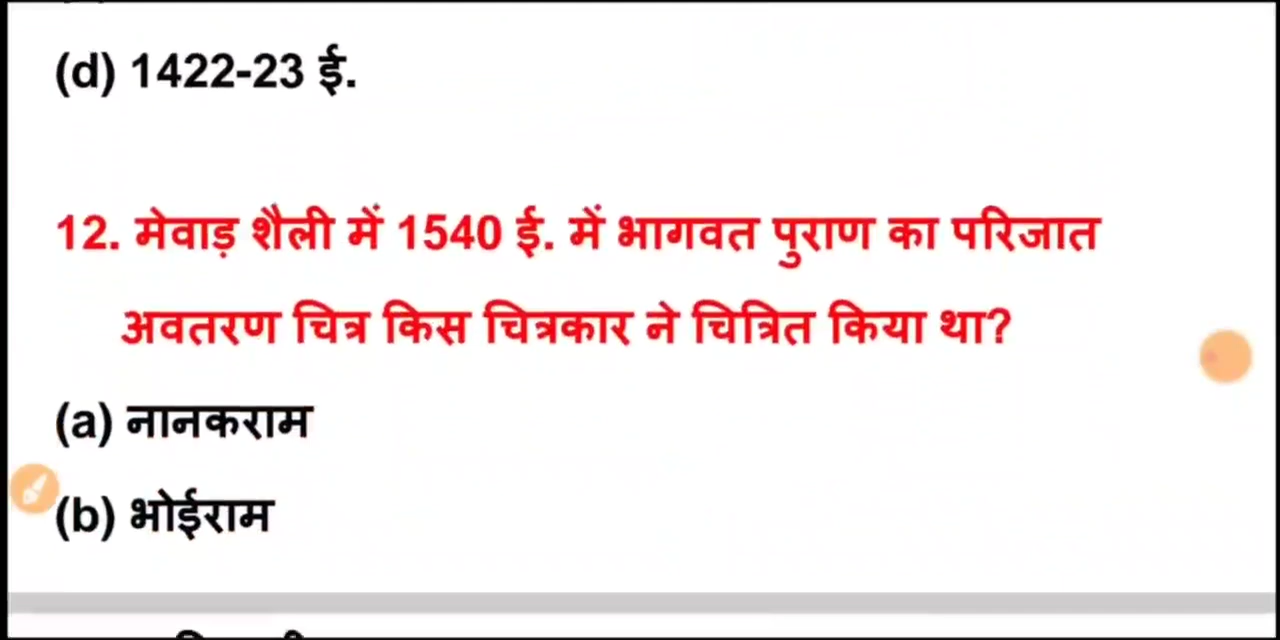 (d) 1422-23 ई.
12. मेवाड़ शैली में 1540 ई. में भागवत पुराण का परिजात
अवतरण चित्र किस चित्रकार ने चित्रित किया था?
(a) नानकराम
(b) भोईराम